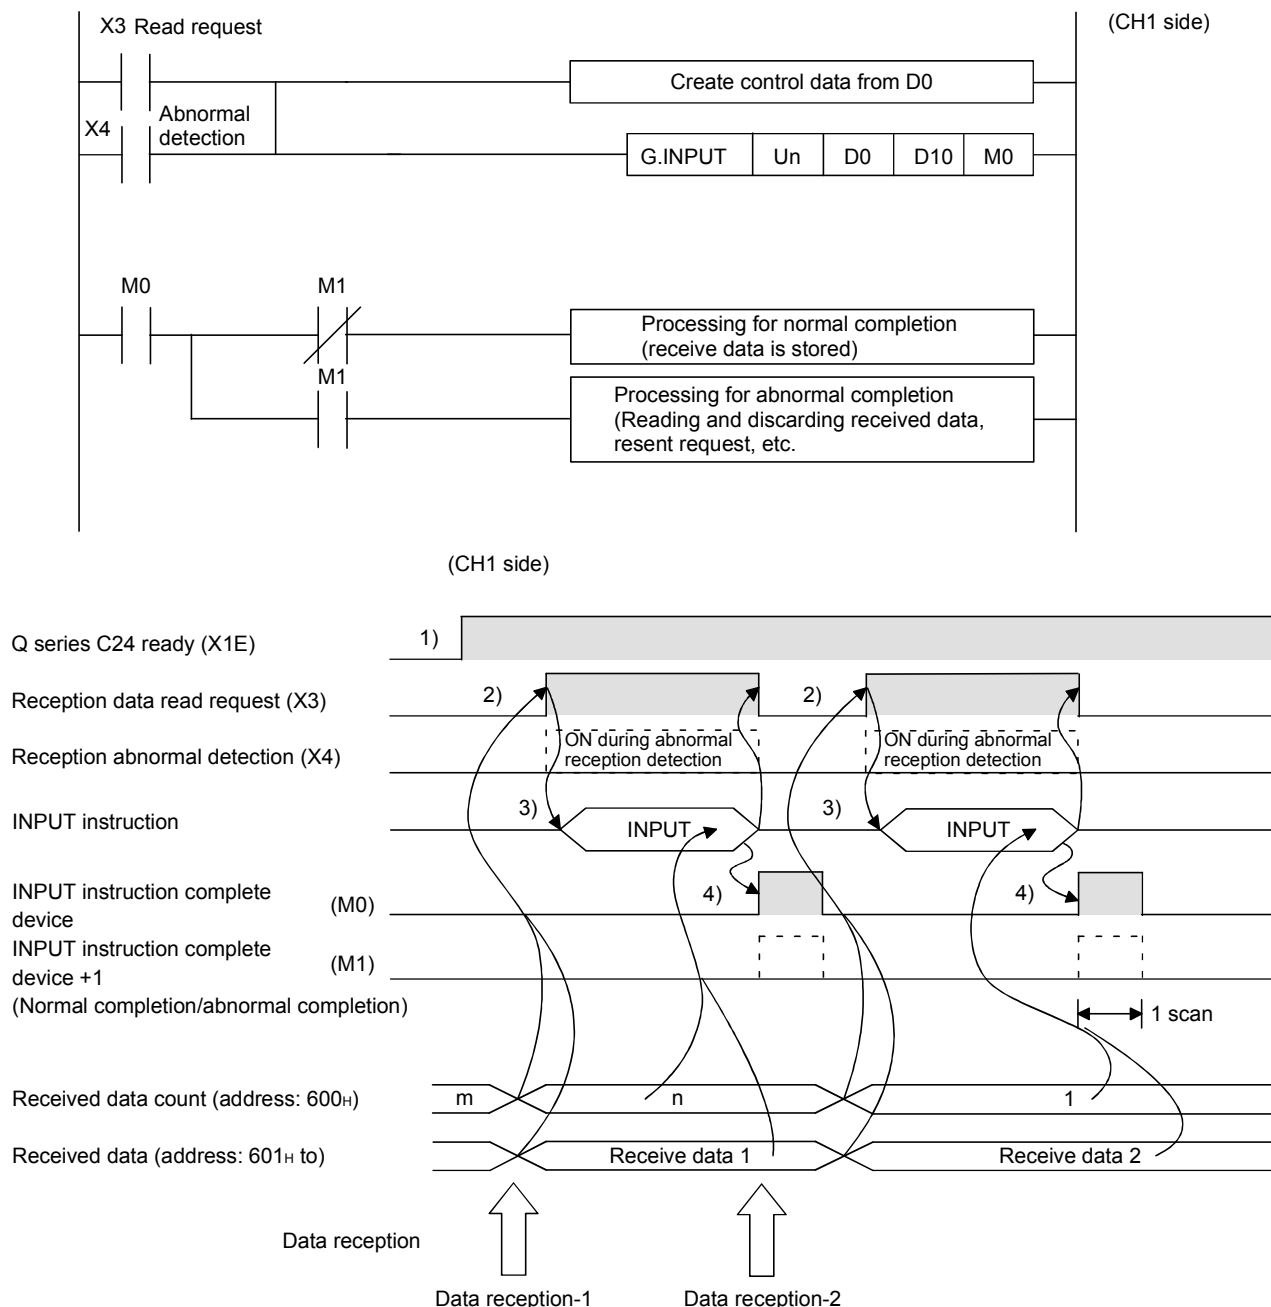 X3 Read request
(CH1 side)
Create control data from D0
X4
Abnormal
detection
G.INPUT Un D0 D10 M0
M0
M1
Processing for normal completion
(receive data is stored)
M1
Processing for abnormal completion
(Reading and discarding received data,
resent request, etc.
(CH1 side)
Q series C24 ready (X1E)
1)
Reception data read request (X3)
2)
2)
Reception abnormal detection (X4)
ON during abnormal
reception detection
ON during abnormal
reception detection
INPUT instruction
3)
INPUT
3)
INPUT
INPUT instruction complete
device
(M0)
4)
4)
INPUT instruction complete
device +1
(M1)
(Normal completion/abnormal completion)
1 scan
Received data count (address: 600H)
m
n
1
Received data (address: 601H to)
Receive data 1
Receive data 2
Data reception
Data reception-1
Data reception-2